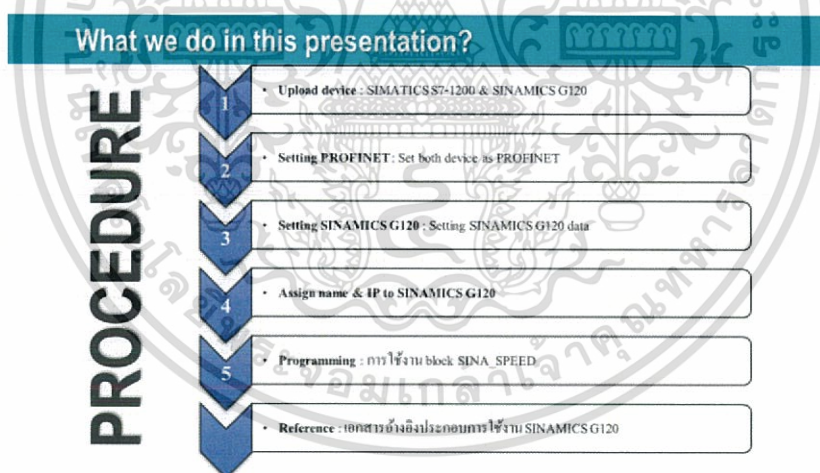 What we do in this presentation?
PROCEDURE
1
• Upload device : SIMATIC S7-1200 & SINAMICS G120
2
• Setting PROFINET : Set both device as PROFINET
3
• Setting SINAMICS G120 : Setting SINAMICS G120 data
4
• Assign name & IP to SINAMICS G120
5
• Programming : การใช้งาน block SINA_SPEED
• Reference : เอกสารอ้างอิงประกอบการใช้งาน SINAMICS G120